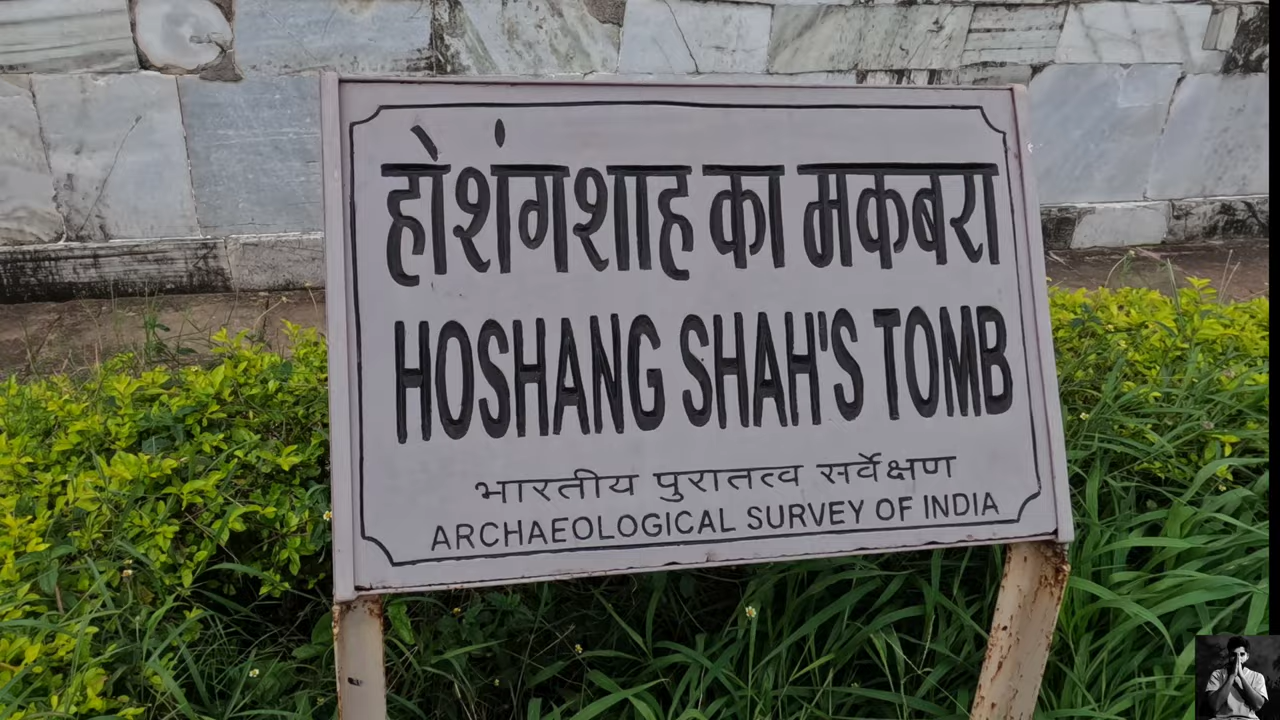 होशंगशाह का मकबरा
HOSHANG SHAH'S TOMB
भारतीय पुरातत्व सर्वेक्षण
ARCHAEOLOGICAL SURVEY OF INDIA